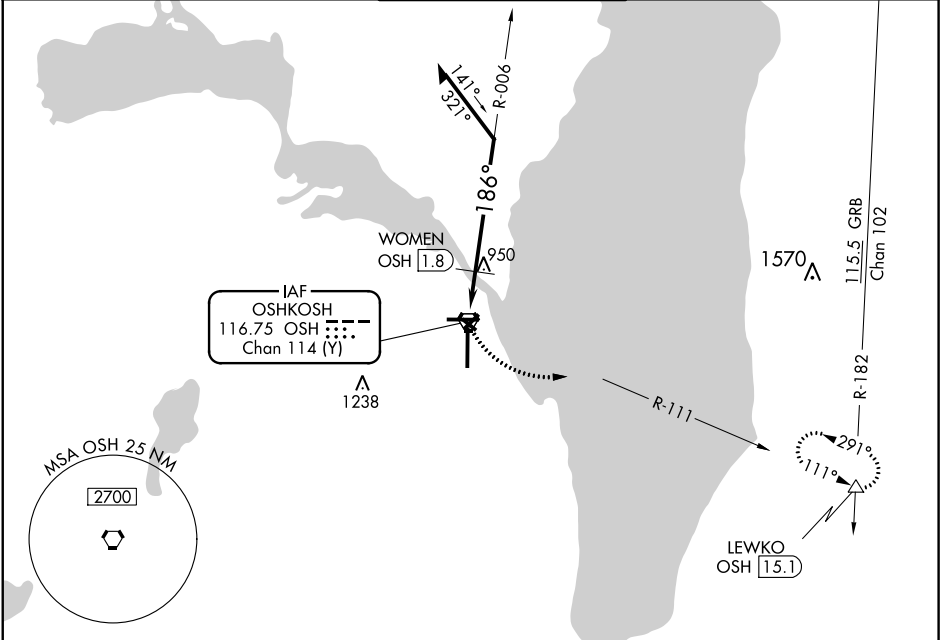 R-006
141°
321°
186°
WOMEN
OSH 1.8
950
1570
115.5 GRB
Chan 102
IAF
OSHKOSH
116.75 OSH
Chan 114 (Y)
1238
R-182
R-111
MSA OSH 25 NM
2700
291°
111°
LEWKO
OSH 15.1